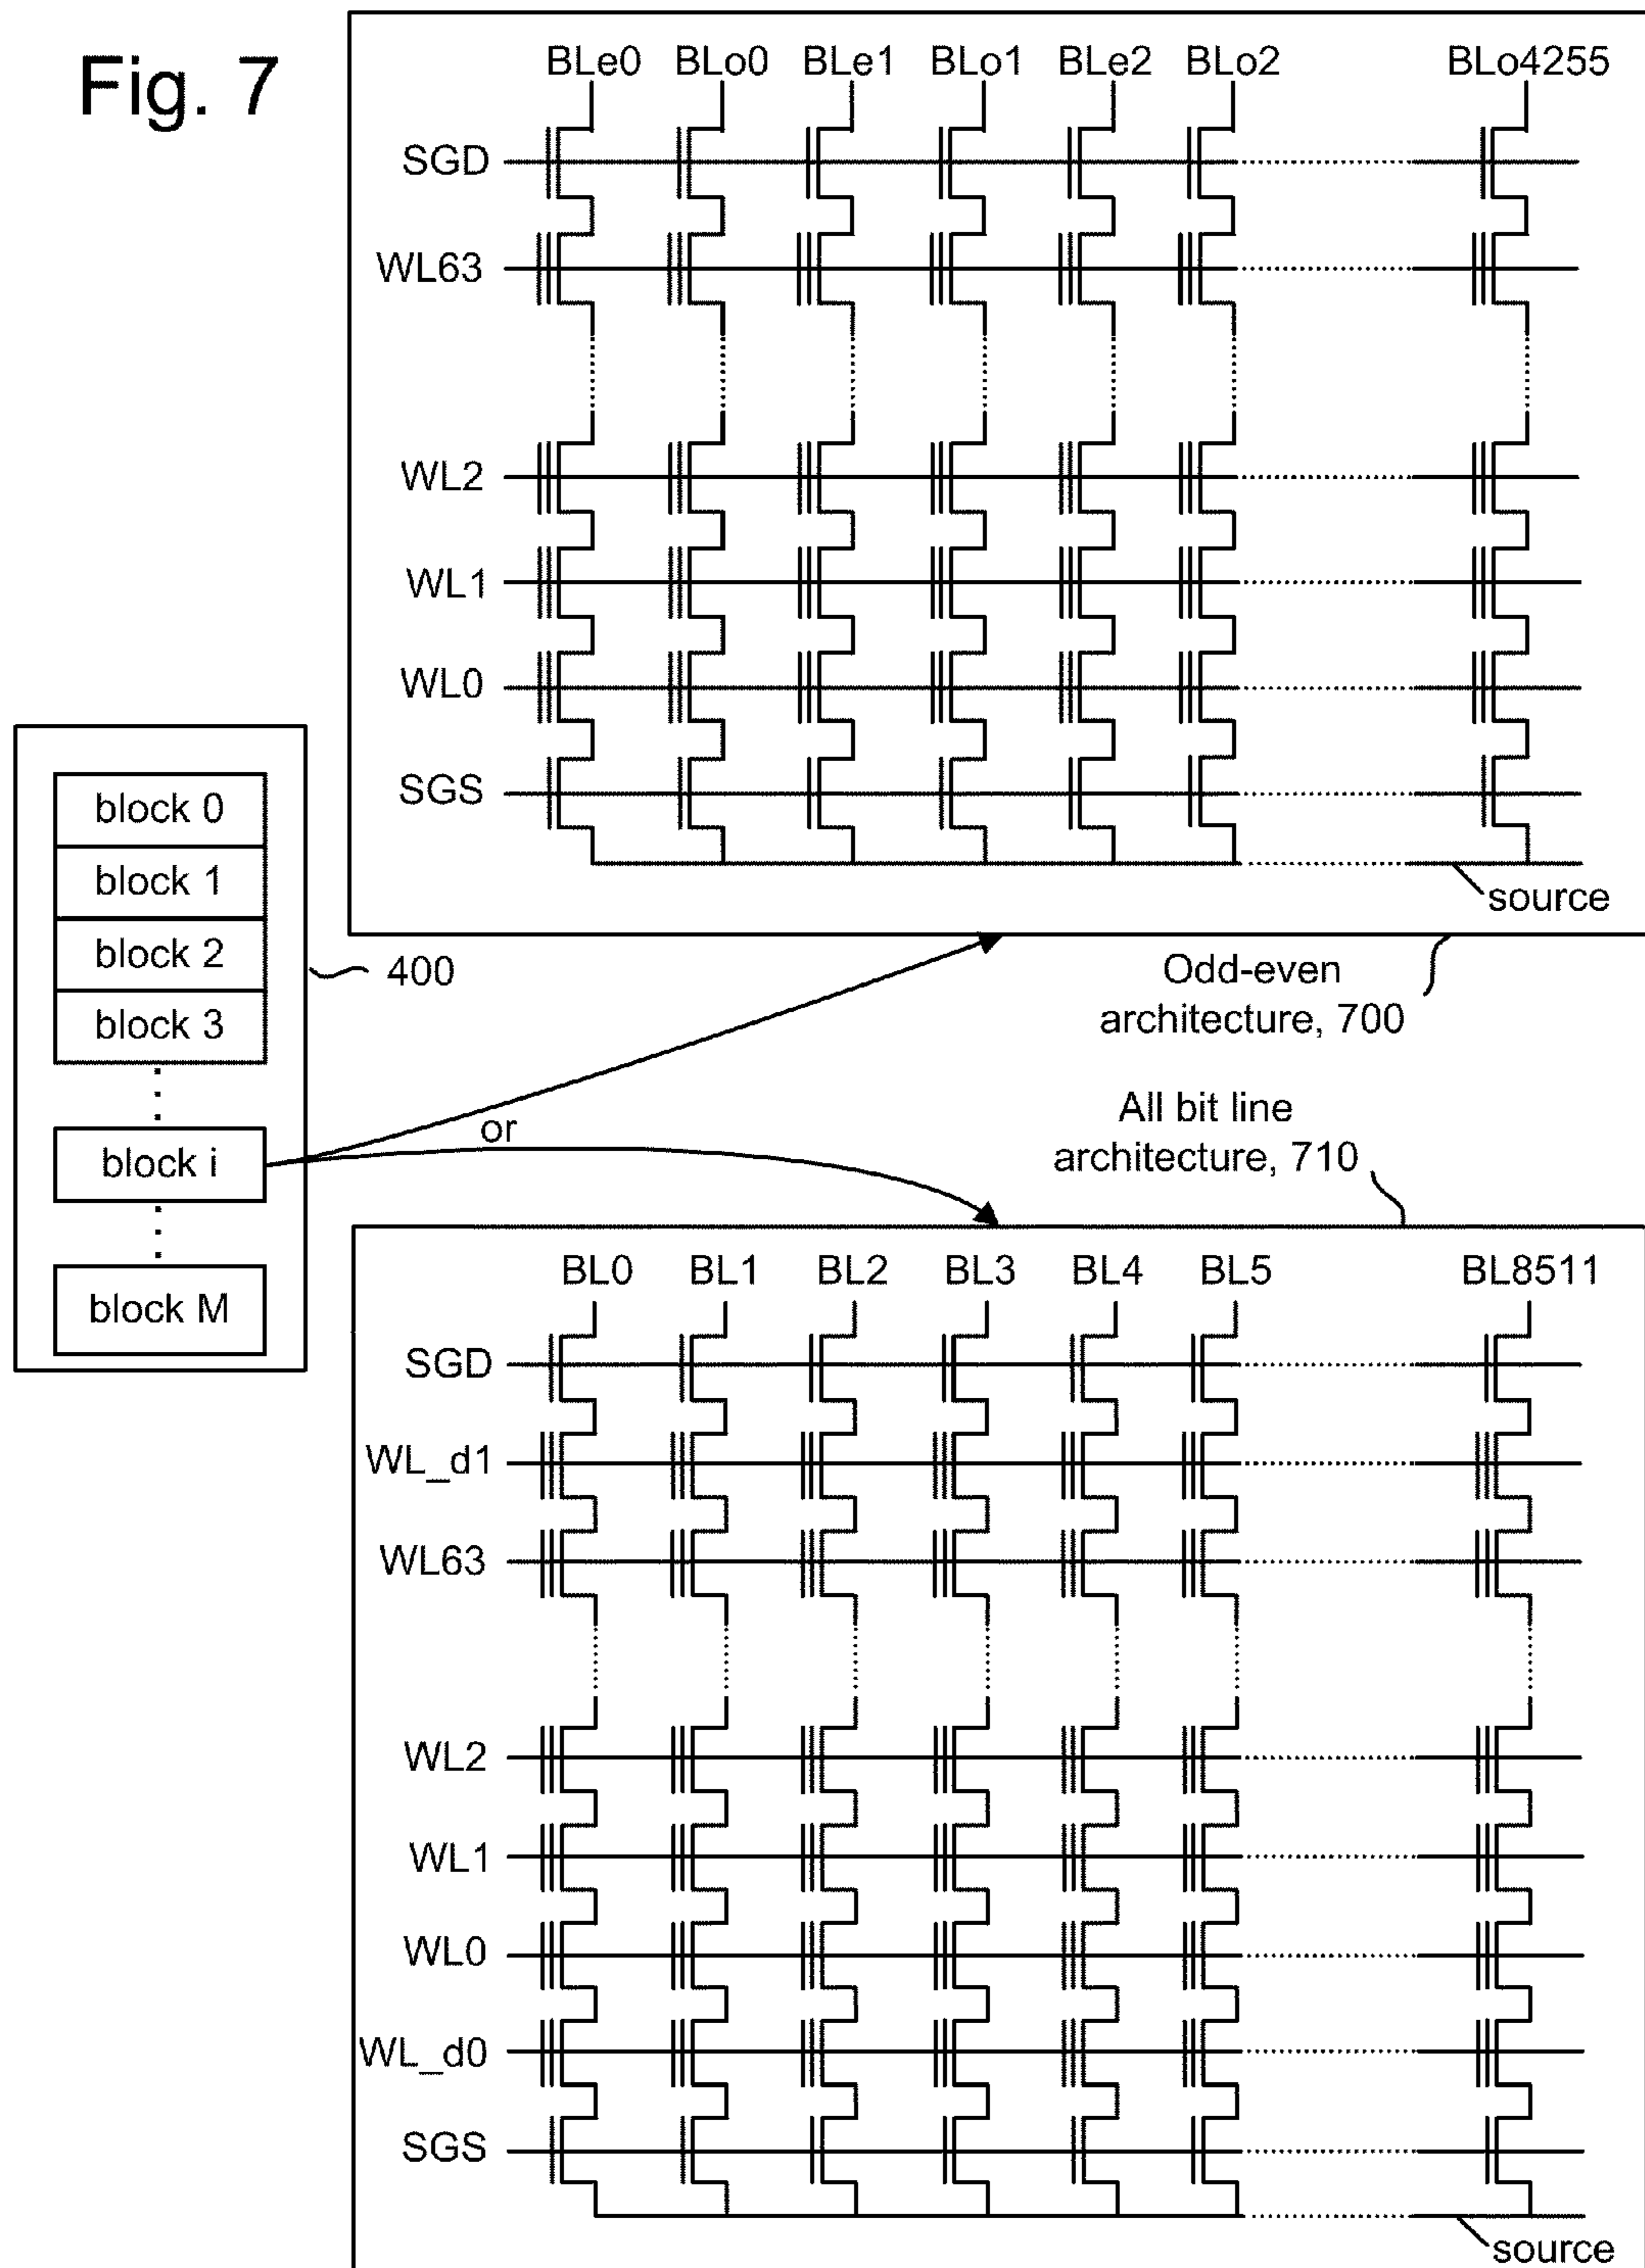 Fig. 7
BLe0 BLo0 BLe1 BLo1 BLe2 BLo2 BLo4255
SGD
WL63
WL2
WL1
WL0
SGS
source
block 0
block 1
block 2
block 3
block i
block M
400
Odd-even
architecture, 700
or
All bit line
architecture, 710
BL0 BL1 BL2 BL3 BL4 BL5 BL8511
SGD
WL_d1
WL63
WL2
WL1
WL0
WL_d0
SGS
source